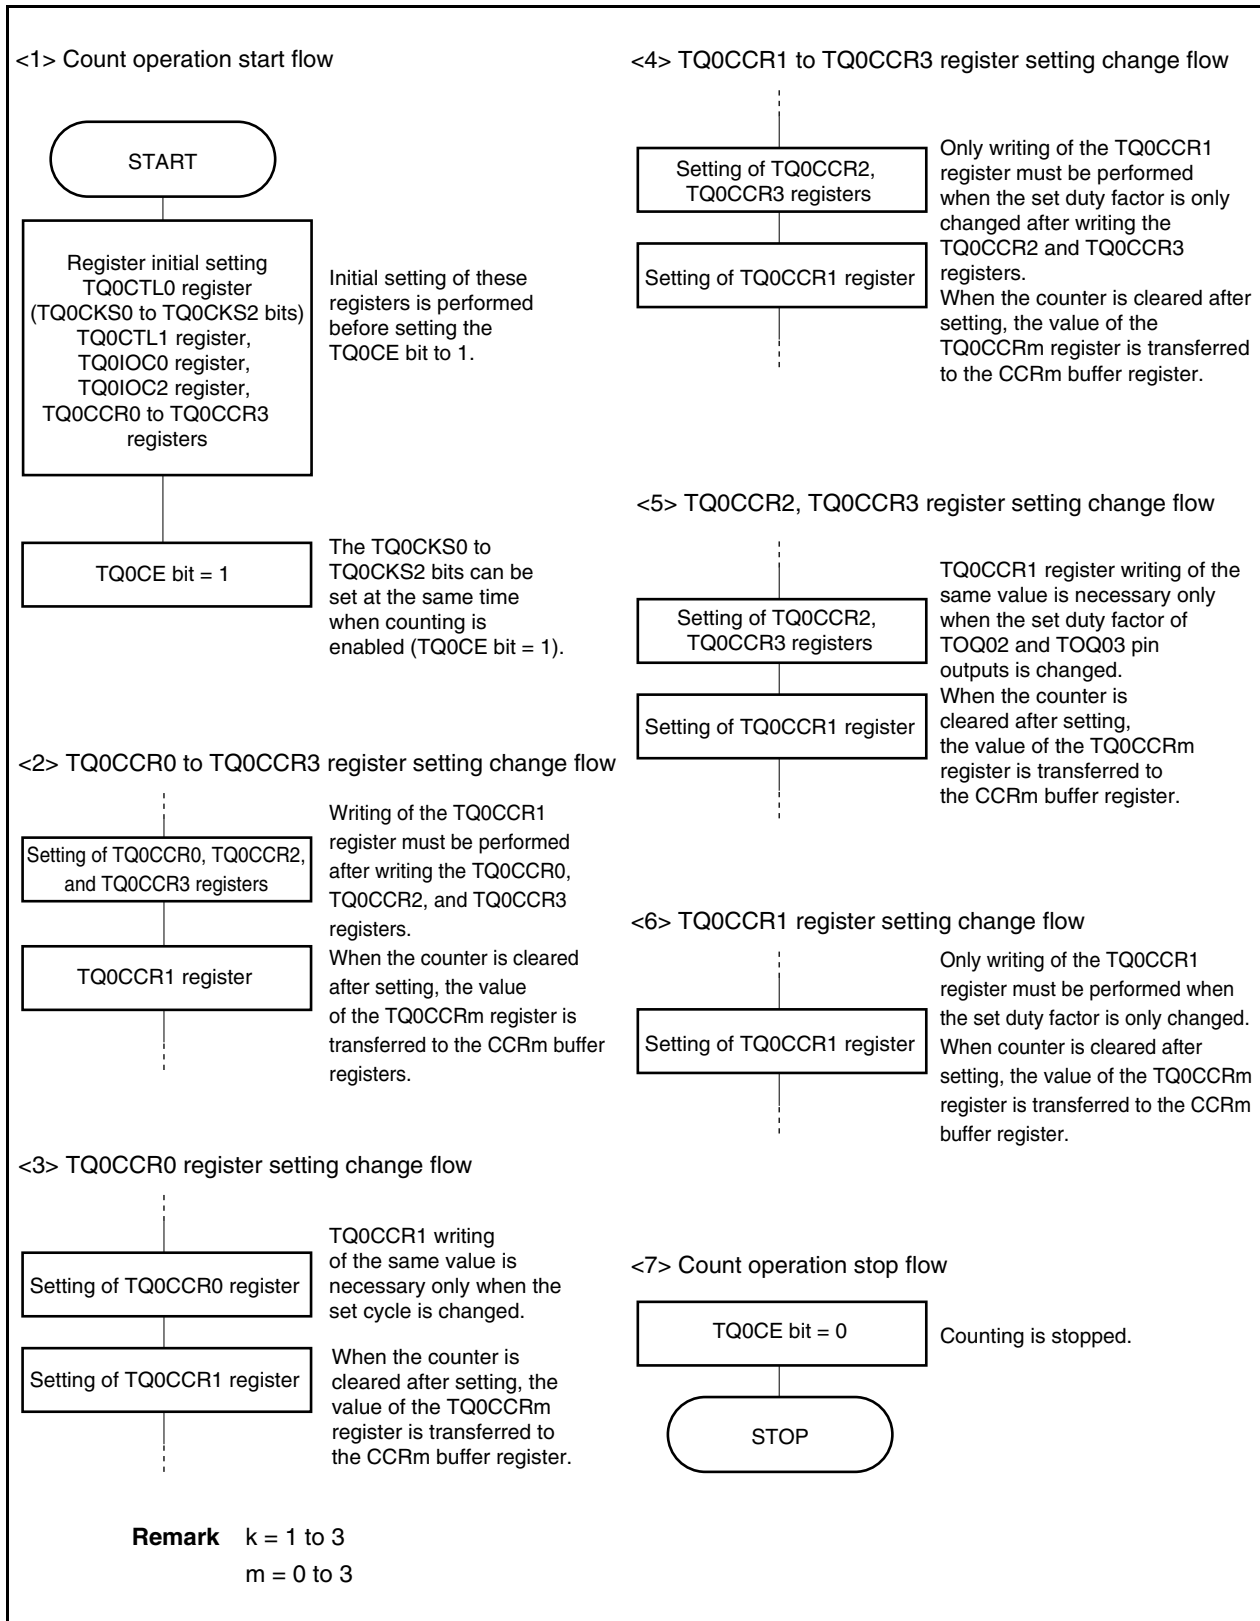 <1> Count operation start flow
START
Register initial setting
TQ0CTL0 register
(TQ0CKS0 to TQ0CKS2 bits)
TQ0CTL1 register,
TQ0IOC0 register,
TQ0IOC2 register,
TQ0CCR0 to TQ0CCR3
registers
Initial setting of these
registers is performed
before setting the
TQ0CE bit to 1.
TQ0CE bit = 1
The TQ0CKS0 to
TQ0CKS2 bits can be
set at the same time
when counting is
enabled (TQ0CE bit = 1).
<2> TQ0CCR0 to TQ0CCR3 register setting change flow
Setting of TQ0CCR0, TQ0CCR2,
and TQ0CCR3 registers
TQ0CCR1 register
Writing of the TQ0CCR1
register must be performed
after writing the TQ0CCR0,
TQ0CCR2, and TQ0CCR3
registers.
When the counter is cleared
after setting, the value
of the TQ0CCRm register is
transferred to the CCRm buffer
registers.
<3> TQ0CCR0 register setting change flow
Setting of TQ0CCR0 register
TQ0CCR1 writing
of the same value is
necessary only when the
set cycle is changed.
Setting of TQ0CCR1 register
When the counter is
cleared after setting, the
value of the TQ0CCRm
register is transferred to
the CCRm buffer register.
<4> TQ0CCR1 to TQ0CCR3 register setting change flow
Setting of TQ0CCR2,
TQ0CCR3 registers
Setting of TQ0CCR1 register
Only writing of the TQ0CCR1
register must be performed
when the set duty factor is only
changed after writing the
TQ0CCR2 and TQ0CCR3
registers.
When the counter is cleared after
setting, the value of the
TQ0CCRm register is transferred
to the CCRm buffer register.
<5> TQ0CCR2, TQ0CCR3 register setting change flow
Setting of TQ0CCR2,
TQ0CCR3 registers
Setting of TQ0CCR1 register
TQ0CCR1 register writing of the
same value is necessary only
when the set duty factor of
TOQ02 and TOQ03 pin
outputs is changed.
When the counter is
cleared after setting,
the value of the TQ0CCRm
register is transferred to
the CCRm buffer register.
<6> TQ0CCR1 register setting change flow
Setting of TQ0CCR1 register
Only writing of the TQ0CCR1
register must be performed when
the set duty factor is only changed.
When counter is cleared after
setting, the value of the TQ0CCRm
register is transferred to the CCRm
buffer register.
<7> Count operation stop flow
TQ0CE bit = 0
Counting is stopped.
STOP
Remark k = 1 to 3
m = 0 to 3